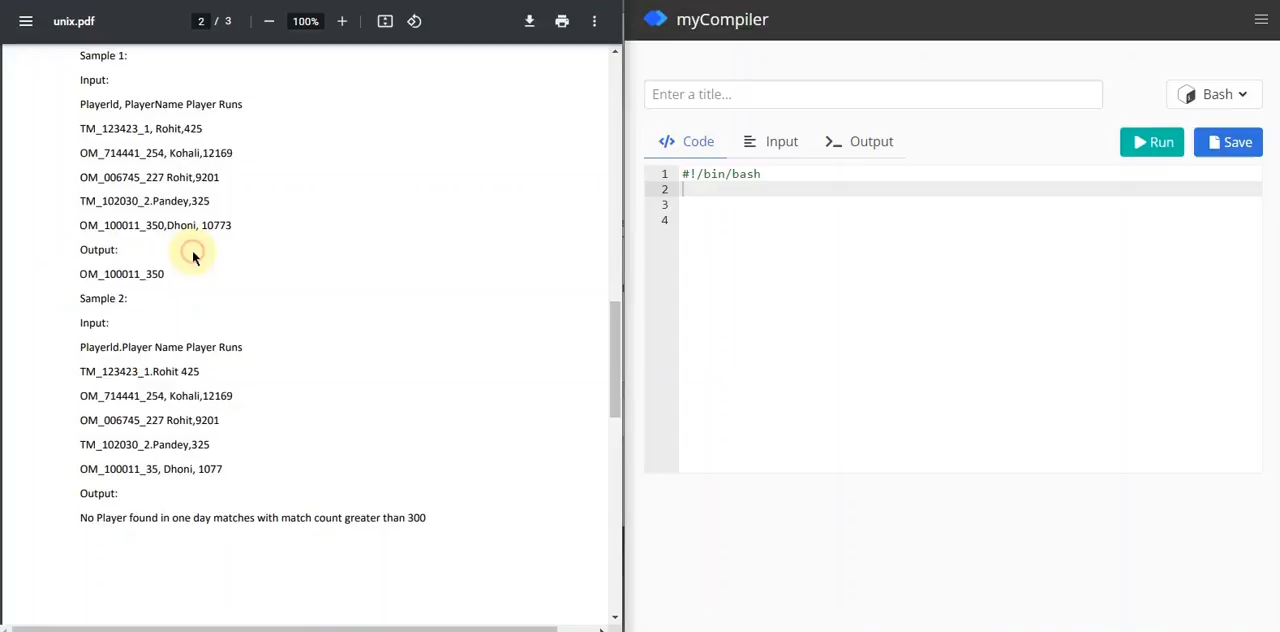 unix.pdf
2 / 3
100%
Sample 1:
Input:
PlayerId, PlayerName Player Runs
TM_123423_1, Rohit,425
OM_714441_254, Kohali,12169
OM_006745_227 Rohit,9201
TM_102030_2.Pandey,325
OM_100011_350,Dhoni, 10773
Output:
OM_100011_350
Sample 2:
Input:
PlayerId.Player Name Player Runs
TM_123423_1.Rohit 425
OM_714441_254, Kohali,12169
OM_006745_227 Rohit,9201
TM_102030_2.Pandey,325
OM_100011_35, Dhoni, 1077
Output:
No Player found in one day matches with match count greater than 300
myCompiler
Enter a title...
Bash
Code
Input
Output
Run
Save
1 #!/bin/bash
2
3
4